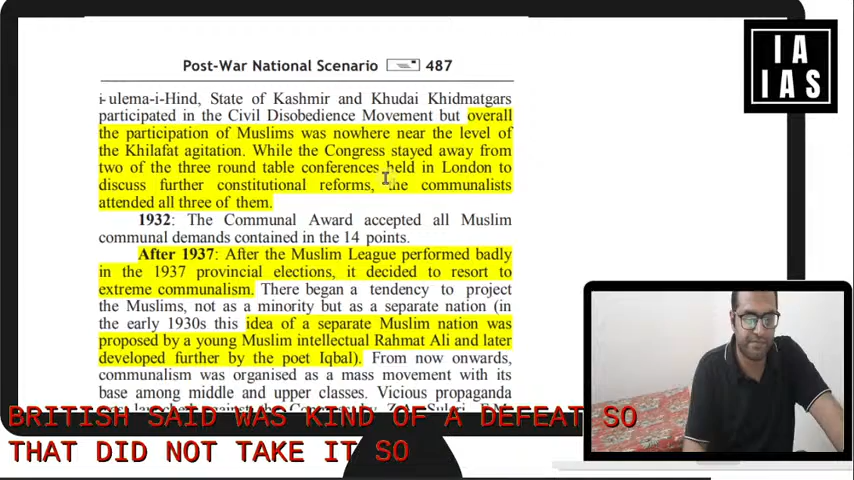 Post-War National Scenario 487
IA
IAS
i-ulema-i-Hind, State of Kashmir and Khudai Khidmatgars
participated in the Civil Disobedience Movement but overall
the participation of Muslims was nowhere near the level of
the Khilafat agitation. While the Congress stayed away from
two of the three round table conferences held in London to
discuss further constitutional reforms, the communalists
attended all three of them.
1932: The Communal Award accepted all Muslim
communal demands contained in the 14 points.
After 1937: After the Muslim League performed badly
in the 1937 provincial elections, it decided to resort to
extreme communalism. There began a tendency to project
the Muslims, not as a minority but as a separate nation (in
the early 1930s this idea of a separate Muslim nation was
proposed by a young Muslim intellectual Rahmat Ali and later
developed further by the poet Iqbal). From now onwards,
communalism was organised as a mass movement with its
base among middle and upper classes. Vicious propaganda
BRITISH SAID WAS KIND OF A DEFEAT SO
THAT DID NOT TAKE IT SO